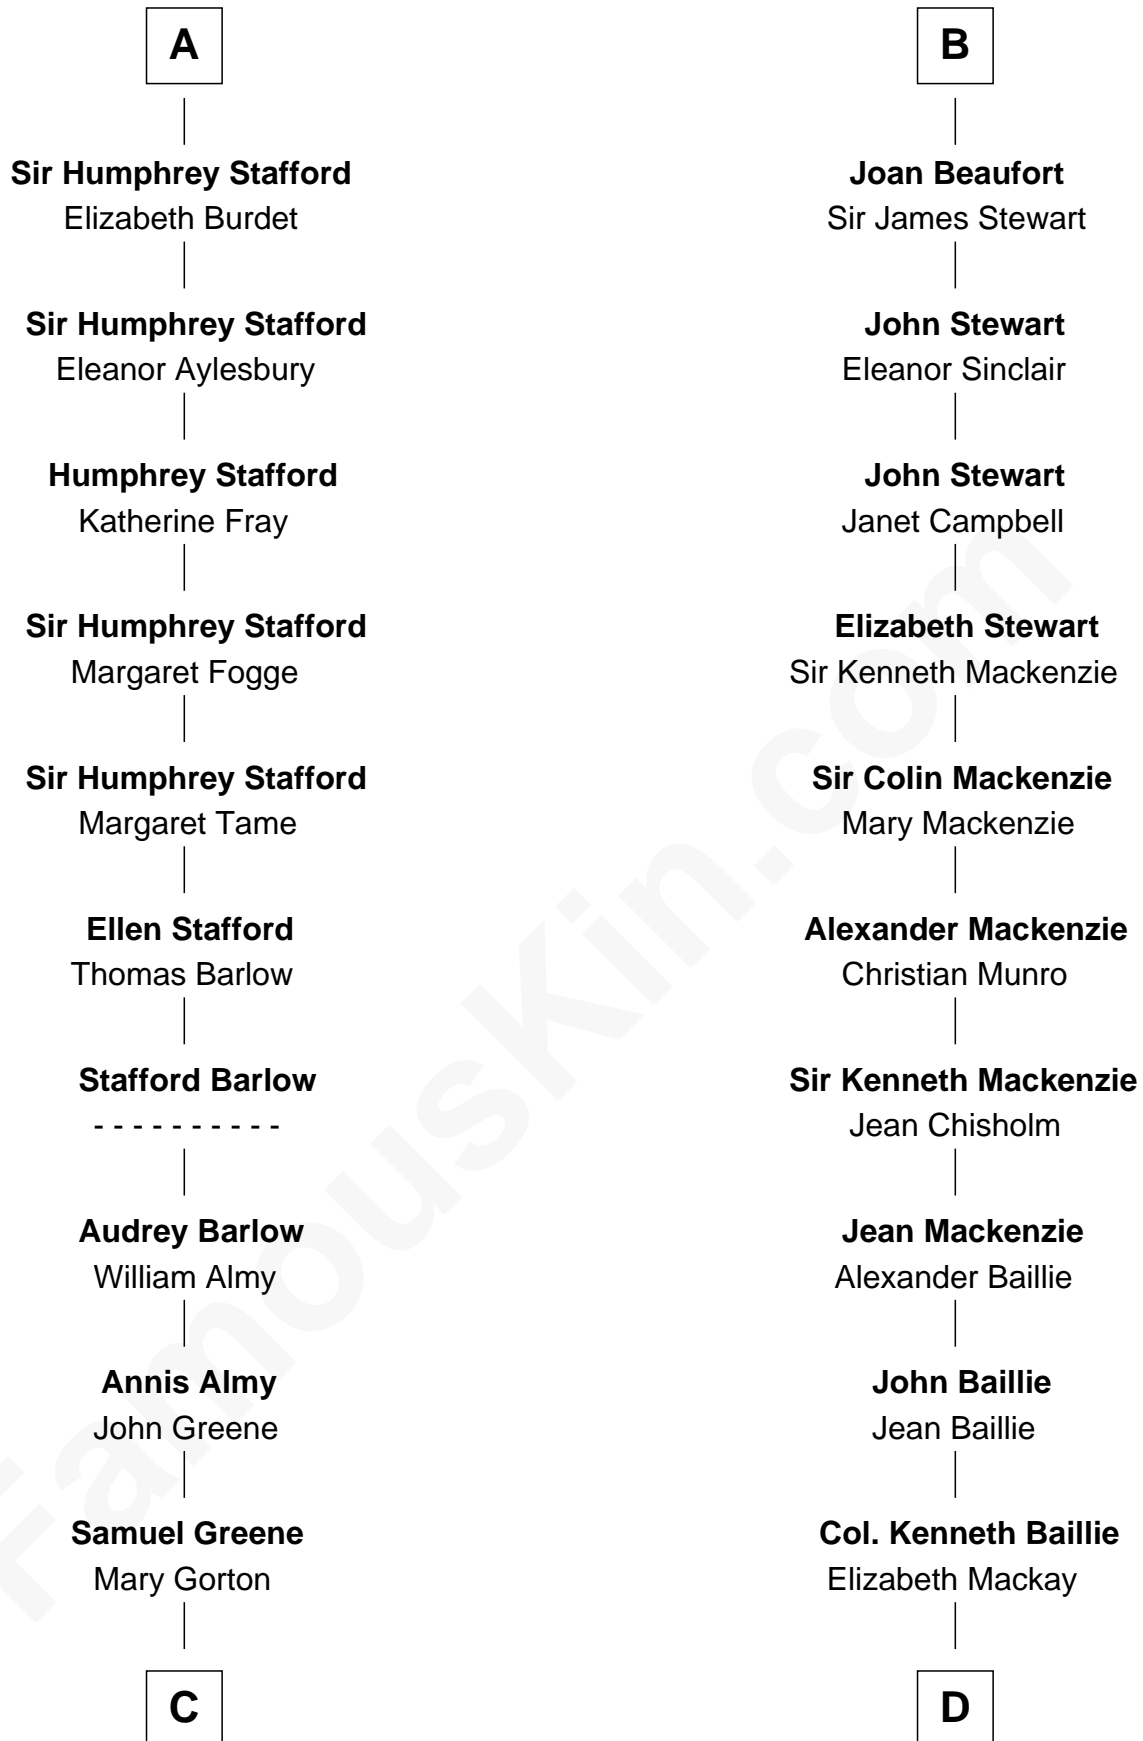 A
Sir Humphrey Stafford
Elizabeth Burdet
Sir Humphrey Stafford
Eleanor Aylesbury
Humphrey Stafford
Katherine Fray
Sir Humphrey Stafford
Margaret Fogge
Sir Humphrey Stafford
Margaret Tame
Ellen Stafford
Thomas Barlow
Stafford Barlow
- - - - - - - - - -
Audrey Barlow
William Almy
Annis Almy
John Greene
Samuel Greene
Mary Gorton
C
B
Joan Beaufort
Sir James Stewart
John Stewart
Eleanor Sinclair
John Stewart
Janet Campbell
Elizabeth Stewart
Sir Kenneth Mackenzie
Sir Colin Mackenzie
Mary Mackenzie
Alexander Mackenzie
Christian Munro
Sir Kenneth Mackenzie
Jean Chisholm
Jean Mackenzie
Alexander Baillie
John Baillie
Jean Baillie
Col. Kenneth Baillie
Elizabeth Mackay
D
FamousKin.com